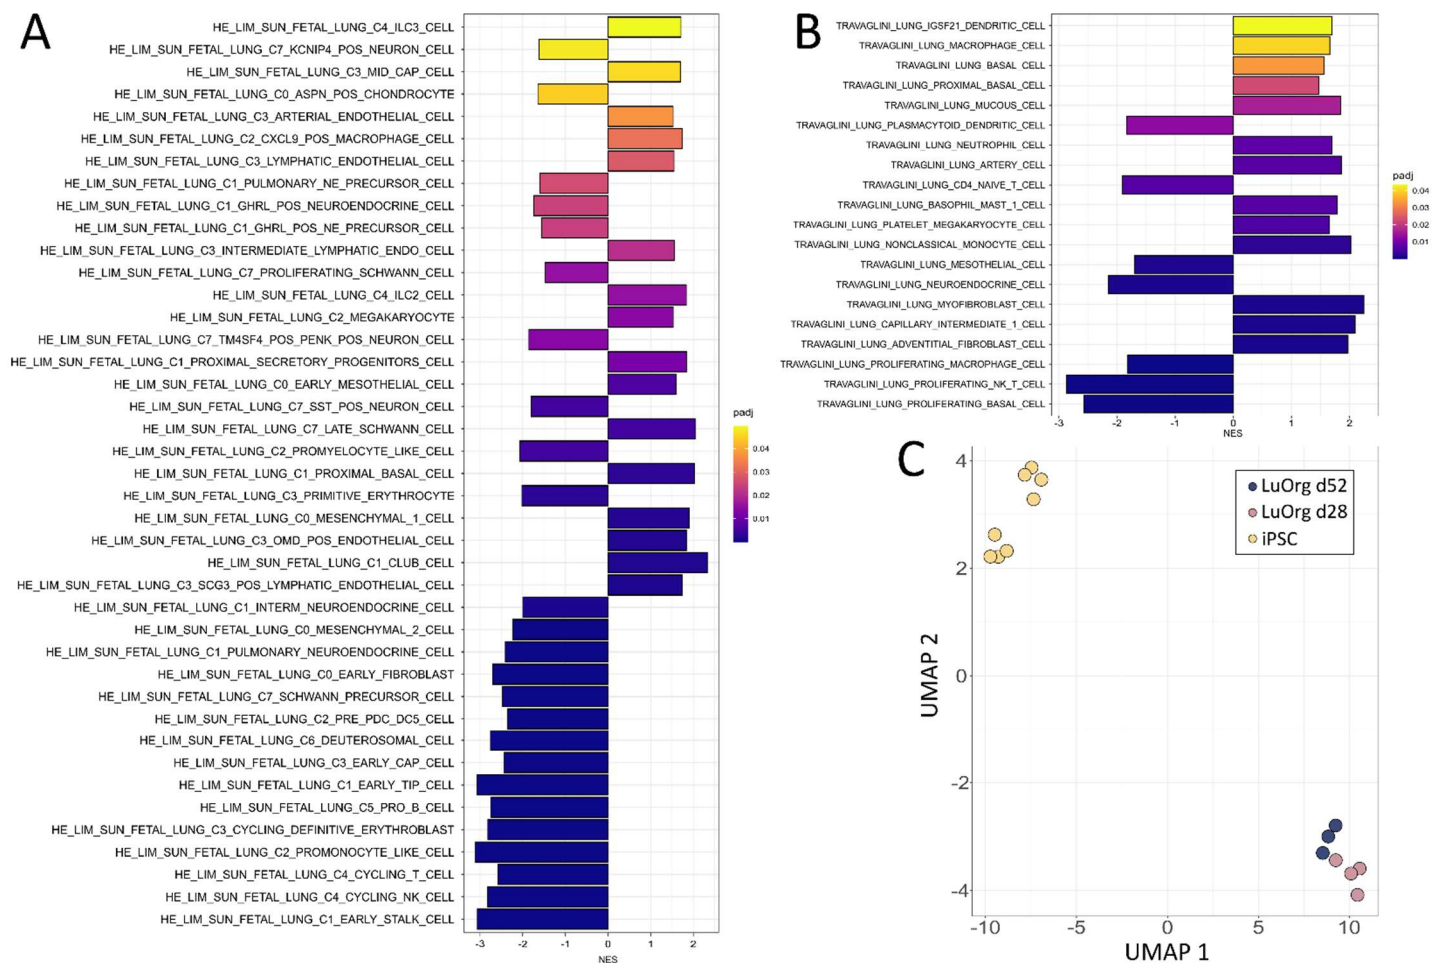 A
HE_LIM_SUN_FETAL_LUNG_C4_ILC3_CELL
HE_LIM_SUN_FETAL_LUNG_C7_KCNIP4_POS_NEURON_CELL
HE_LIM_SUN_FETAL_LUNG_C3_MID_CAP_CELL
HE_LIM_SUN_FETAL_LUNG_C0_ASPN_POS_CHONDROCYTE
HE_LIM_SUN_FETAL_LUNG_C3_ARTERIAL_ENDOTHELIAL_CELL
HE_LIM_SUN_FETAL_LUNG_C2_CXCL9_POS_MACROPHAGE_CELL
HE_LIM_SUN_FETAL_LUNG_C3_LYMPHATIC_ENDOTHELIAL_CELL
HE_LIM_SUN_FETAL_LUNG_C1_PULMONARY_NE_PRECURSOR_CELL
HE_LIM_SUN_FETAL_LUNG_C1_GHRL_POS_NEUROENDOCRINE_CELL
HE_LIM_SUN_FETAL_LUNG_C1_GHRL_POS_NE_PRECURSOR_CELL
HE_LIM_SUN_FETAL_LUNG_C3_INTERMEDIATE_LYMPHATIC_ENDO_CELL
HE_LIM_SUN_FETAL_LUNG_C7_PROLIFERATING_SCHWANN_CELL
HE_LIM_SUN_FETAL_LUNG_C4_ILC2_CELL
HE_LIM_SUN_FETAL_LUNG_C2_MEGAKARYOCYTE
HE_LIM_SUN_FETAL_LUNG_C7_TM4SF4_POS_PENK_POS_NEURON_CELL
HE_LIM_SUN_FETAL_LUNG_C1_PROXIMAL_SECRETORY_PROGENITORS_CELL
HE_LIM_SUN_FETAL_LUNG_C0_EARLY_MESOTHELIAL_CELL
HE_LIM_SUN_FETAL_LUNG_C7_SST_POS_NEURON_CELL
HE_LIM_SUN_FETAL_LUNG_C7_LATE_SCHWANN_CELL
HE_LIM_SUN_FETAL_LUNG_C2_PROMYELOCYTE_LIKE_CELL
HE_LIM_SUN_FETAL_LUNG_C1_PROXIMAL_BASAL_CELL
HE_LIM_SUN_FETAL_LUNG_C3_PRIMITIVE_ERYTHROCYTE
HE_LIM_SUN_FETAL_LUNG_C0_MESENCHYMAL_1_CELL
HE_LIM_SUN_FETAL_LUNG_C3_OMD_POS_ENDOTHELIAL_CELL
HE_LIM_SUN_FETAL_LUNG_C1_CLUB_CELL
HE_LIM_SUN_FETAL_LUNG_C3_SCG3_POS_LYMPHATIC_ENDOTHELIAL_CELL
HE_LIM_SUN_FETAL_LUNG_C1_INTERM_NEUROENDOCRINE_CELL
HE_LIM_SUN_FETAL_LUNG_C0_MESENCHYMAL_2_CELL
HE_LIM_SUN_FETAL_LUNG_C1_PULMONARY_NEUROENDOCRINE_CELL
HE_LIM_SUN_FETAL_LUNG_C0_EARLY_FIBROBLAST
HE_LIM_SUN_FETAL_LUNG_C7_SCHWANN_PRECURSOR_CELL
HE_LIM_SUN_FETAL_LUNG_C2_PRE_PDC_DC5_CELL
HE_LIM_SUN_FETAL_LUNG_C6_DEUTEROSOMAL_CELL
HE_LIM_SUN_FETAL_LUNG_C3_EARLY_CAP_CELL
HE_LIM_SUN_FETAL_LUNG_C1_EARLY_TIP_CELL
HE_LIM_SUN_FETAL_LUNG_C5_PRO_B_CELL
HE_LIM_SUN_FETAL_LUNG_C3_CYCLING_DEFINITIVE_ERYTHROBLAST
HE_LIM_SUN_FETAL_LUNG_C2_PROMONOCYTE_LIKE_CELL
HE_LIM_SUN_FETAL_LUNG_C4_CYCLING_T_CELL
HE_LIM_SUN_FETAL_LUNG_C4_CYCLING_NK_CELL
HE_LIM_SUN_FETAL_LUNG_C1_EARLY_STALK_CELL
-3 -2 -1 0 1 2
NES
padj
0.04
0.03
0.02
0.01
B
TRAVAGLINI_LUNG_IGSF21_DENDRITIC_CELL
TRAVAGLINI_LUNG_MACROPHAGE_CELL
TRAVAGLINI_LUNG_BASAL_CELL
TRAVAGLINI_LUNG_PROXIMAL_BASAL_CELL
TRAVAGLINI_LUNG_MUCOUS_CELL
TRAVAGLINI_LUNG_PLASMACYTOID_DENDRITIC_CELL
TRAVAGLINI_LUNG_NEUTROPHIL_CELL
TRAVAGLINI_LUNG_ARTERY_CELL
TRAVAGLINI_LUNG_CD4_NAIVE_T_CELL
TRAVAGLINI_LUNG_BASOPHIL_MAST_1_CELL
TRAVAGLINI_LUNG_PLATELET_MEGAKARYOCYTE_CELL
TRAVAGLINI_LUNG_NONCLASSICAL_MONOCYTE_CELL
TRAVAGLINI_LUNG_MESOTHELIAL_CELL
TRAVAGLINI_LUNG_NEUROENDOCRINE_CELL
TRAVAGLINI_LUNG_MYOFIBROBLAST_CELL
TRAVAGLINI_LUNG_CAPILLARY_INTERMEDIATE_1_CELL
TRAVAGLINI_LUNG_ADVENTITIAL_FIBROBLAST_CELL
TRAVAGLINI_LUNG_PROLIFERATING_MACROPHAGE_CELL
TRAVAGLINI_LUNG_PROLIFERATING_NK_T_CELL
TRAVAGLINI_LUNG_PROLIFERATING_BASAL_CELL
-3 -2 -1 0 1 2
NES
padj
0.04
0.03
0.02
0.01
C
4
2
0
-2
-4
UMAP 2
LuOrg d52
LuOrg d28
iPSC
-10 -5 0 5 10
UMAP 1